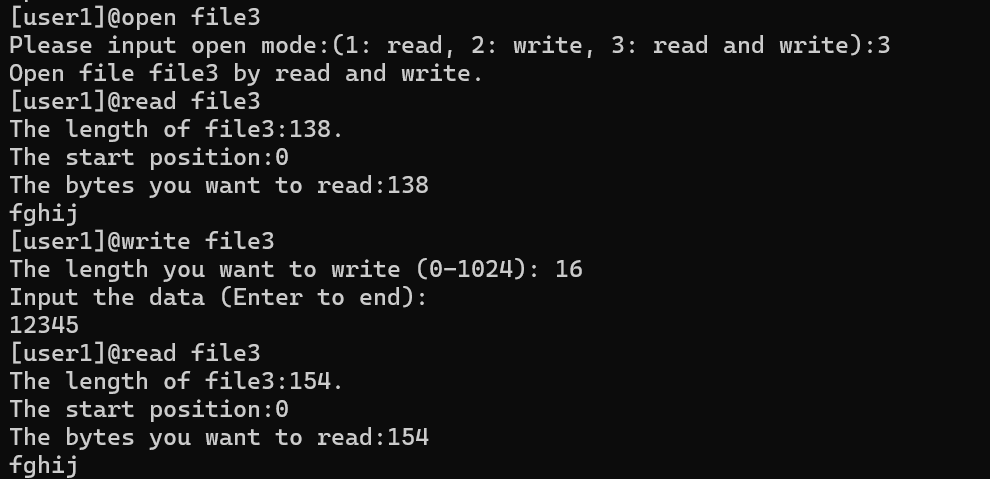 [user1]@open file3
Please input open mode:(1: read, 2: write, 3: read and write):3
Open file file3 by read and write.
[user1]@read file3
The length of file3:138.
The start position:0
The bytes you want to read:138
fghij
[user1]@write file3
The length you want to write (0-1024): 16
Input the data (Enter to end):
12345
[user1]@read file3
The length of file3:154.
The start position:0
The bytes you want to read:154
fghij